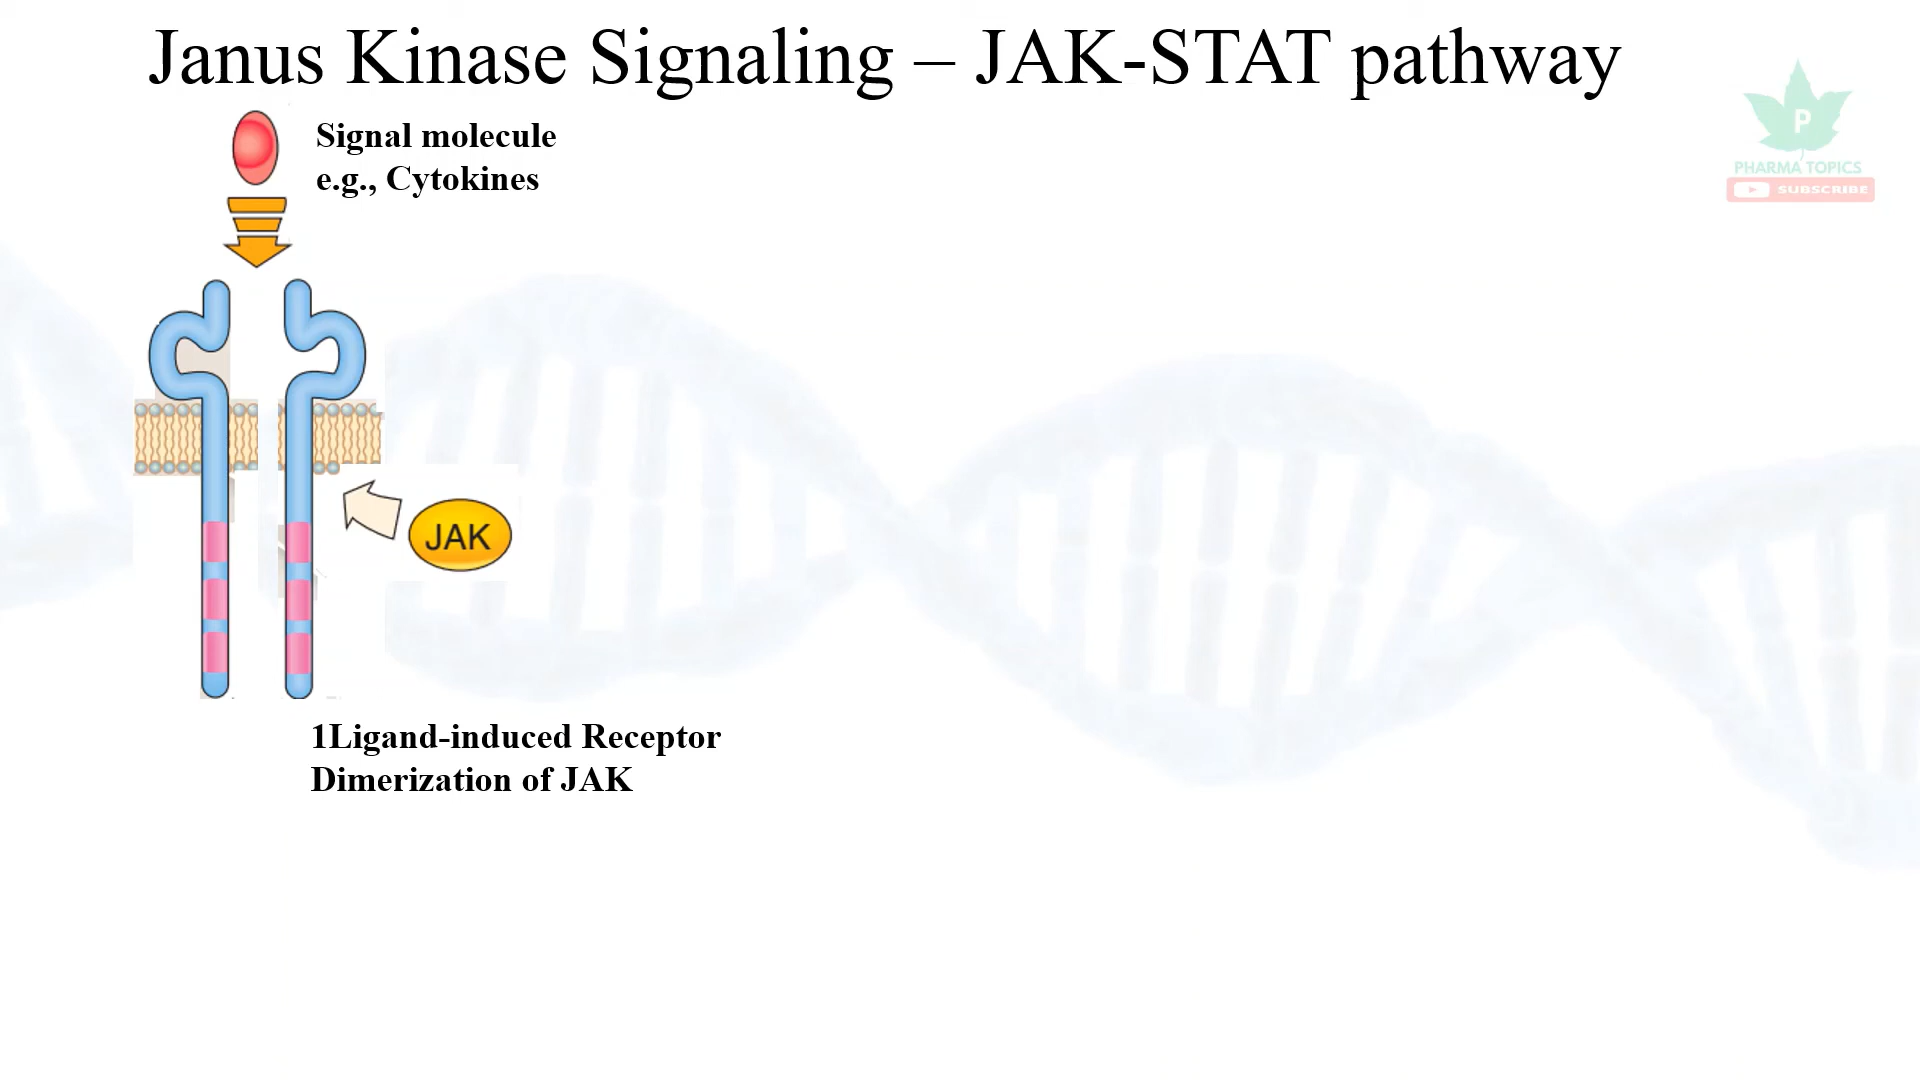 Janus Kinase Signaling – JAK-STAT pathway
Signal molecule
e.g., Cytokines
P
PHARMA TOPICS
SUBSCRIBE
JAK
1Ligand-induced Receptor
Dimerization of JAK